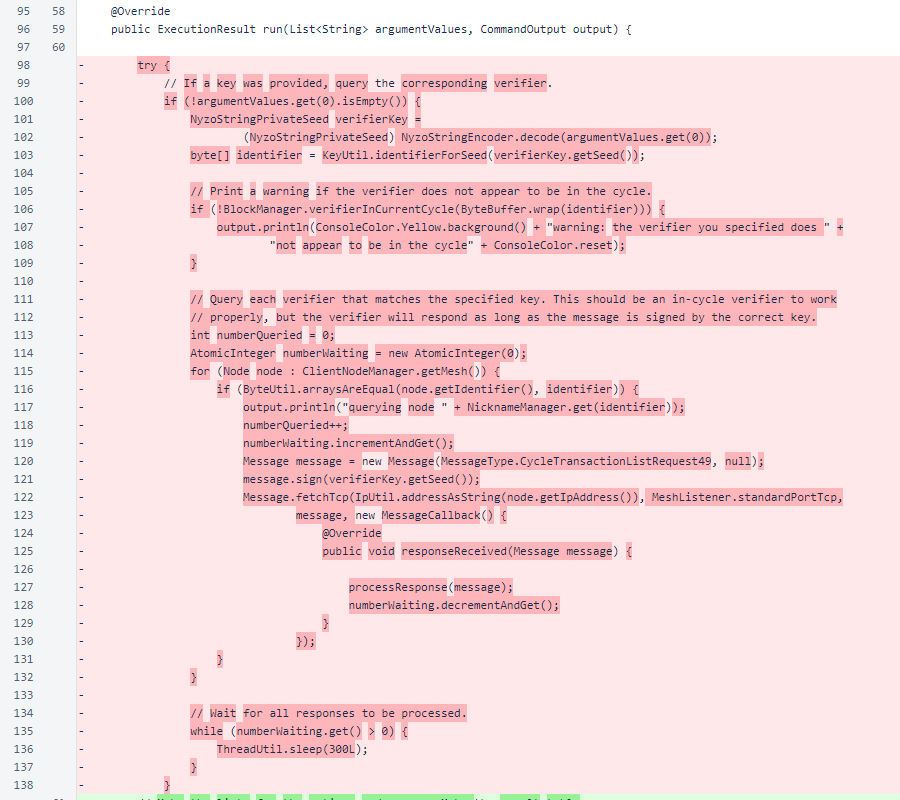 95 58 @Override
96 59 public ExecutionResult run(List<String> argumentValues, CommandOutput output) {
97 60
98 - try {
99 - // If a key was provided, query the corresponding verifier.
100 - if (!argumentValues.get(0).isEmpty()) {
101 - NyzoStringPrivateSeed verifierKey =
102 - (NyzoStringPrivateSeed) NyzoStringEncoder.decode(argumentValues.get(0));
103 - byte[] identifier = KeyUtil.identifierForSeed(verifierKey.getSeed());
104 -
105 - // Print a warning if the verifier does not appear to be in the cycle.
106 - if (!BlockManager.verifierInCurrentCycle(ByteBuffer.wrap(identifier))) {
107 - output.println(ConsoleColor.Yellow.background() + "warning: the verifier you specified does " +
108 - "not appear to be in the cycle" + ConsoleColor.reset);
109 - }
110 -
111 - // Query each verifier that matches the specified key. This should be an in-cycle verifier to work
112 - // properly, but the verifier will respond as long as the message is signed by the correct key.
113 - int numberQueried = 0;
114 - AtomicInteger numberWaiting = new AtomicInteger(0);
115 - for (Node node : ClientNodeManager.getMesh()) {
116 - if (ByteUtil.arraysAreEqual(node.getIdentifier(), identifier)) {
117 - output.println("querying node " + NicknameManager.get(identifier));
118 - numberQueried++;
119 - numberWaiting.incrementAndGet();
120 - Message message = new Message(MessageType.CycleTransactionListRequest49, null);
121 - message.sign(verifierKey.getSeed());
122 - Message.fetchTcp(IpUtil.addressAsString(node.getIpAddress()), MeshListener.standardPortTcp,
123 - message, new MessageCallback() {
124 - @Override
125 - public void responseReceived(Message message) {
126 -
127 - processResponse(message);
128 - numberWaiting.decrementAndGet();
129 - }
130 - });
131 - }
132 - }
133 -
134 - // Wait for all responses to be processed.
135 - while (numberWaiting.get() > 0) {
136 - ThreadUtil.sleep(300L);
137 - }
138 - }